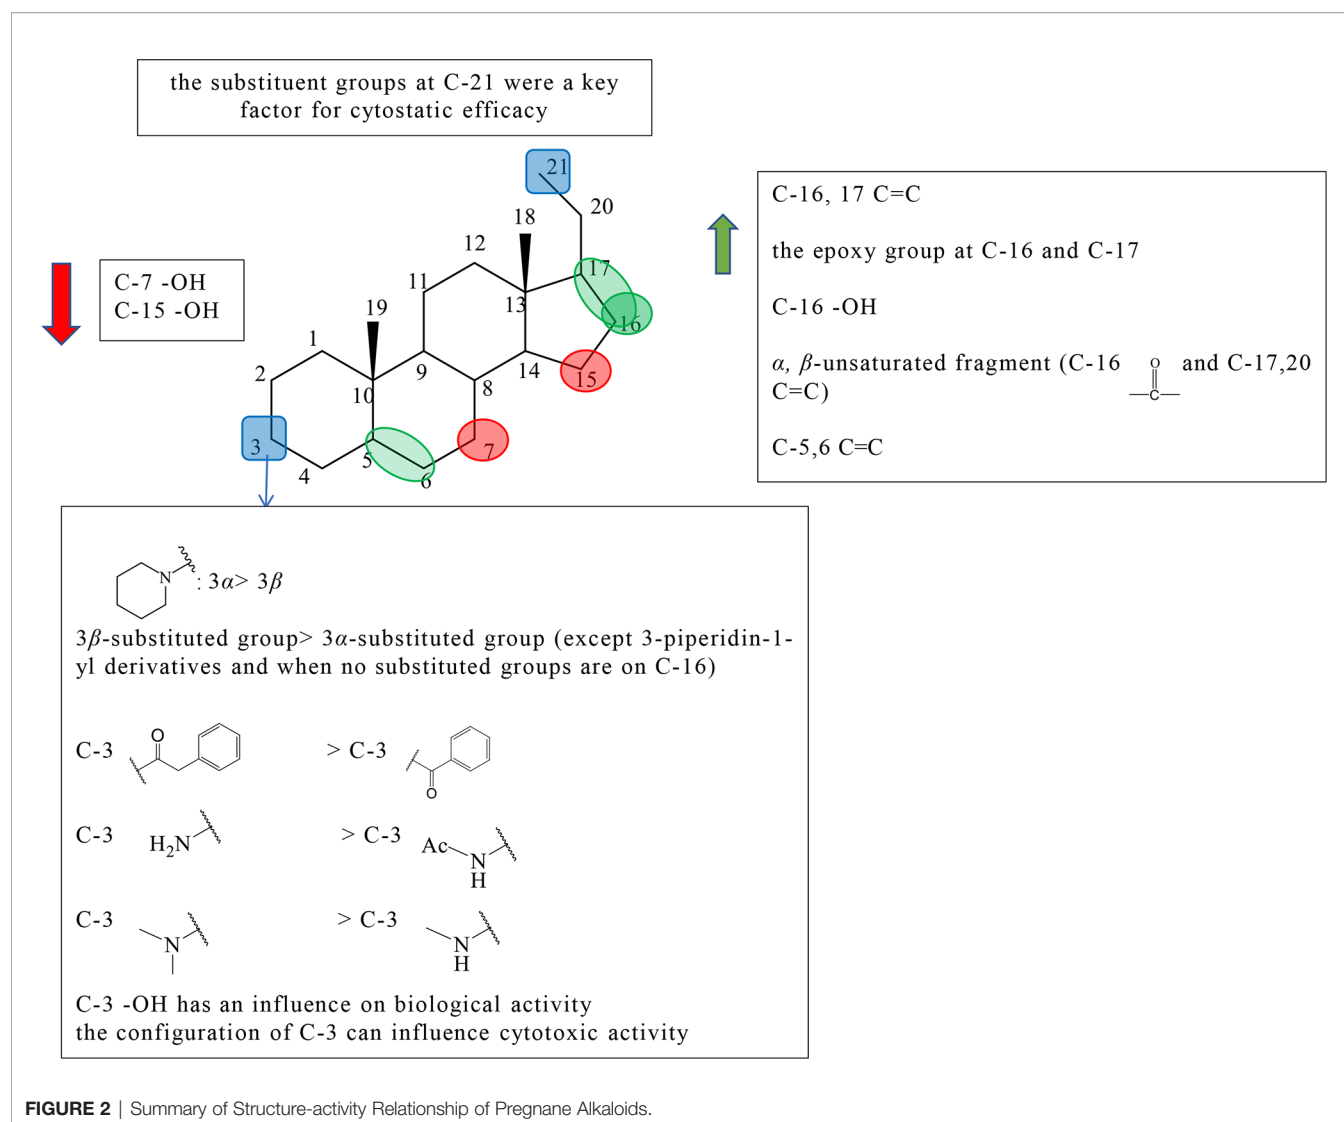 the substituent groups at C-21 were a key
factor for cytostatic efficacy
21
20
18
12
17
11
13
16
19
1
9
14
15
2
8
10
3
7
5
4
6
C-7 -OH
C-15 -OH
C-16, 17 C=C
the epoxy group at C-16 and C-17
C-16 -OH
α, β-unsaturated fragment (C-16 O C and C-17,20
C=C)
C-5,6 C=C
N : 3α> 3β
3β-substituted group> 3α-substituted group (except 3-piperidin-1-
yl derivatives and when no substituted groups are on C-16)
C-3 O > C-3 O
C-3 H₂N > C-3 Ac N H
C-3 N > C-3 N H
C-3 -OH has an influence on biological activity
the configuration of C-3 can influence cytotoxic activity
FIGURE 2 | Summary of Structure-activity Relationship of Pregnane Alkaloids.